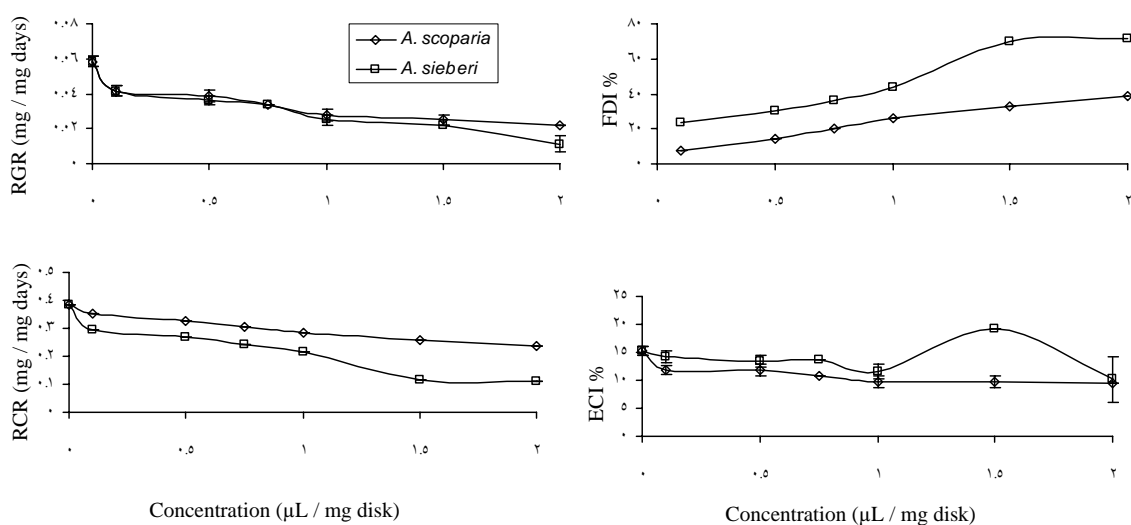 RGR (mg / mg days)
٠.٠٨
٠.٠٦
٠.٠٤
٠.٠٢
٠
٠ ٠.٥ ١ ١.٥ ٢
A. scoparia
A. sieberi
FDI %
٨٠
٦٠
٤٠
٢٠
٠
٠ ٠.٥ ١ ١.٥ ٢
RCR (mg / mg days)
٠.٥
٠.٤
٠.٣
٠.٢
٠.١
٠
٠ ٠.٥ ١ ١.٥ ٢
Concentration (µL / mg disk)
ECI %
٢٥
٢٠
١٥
١٠
٥
٠
٠ ٠.٥ ١ ١.٥ ٢
Concentration (µL / mg disk)